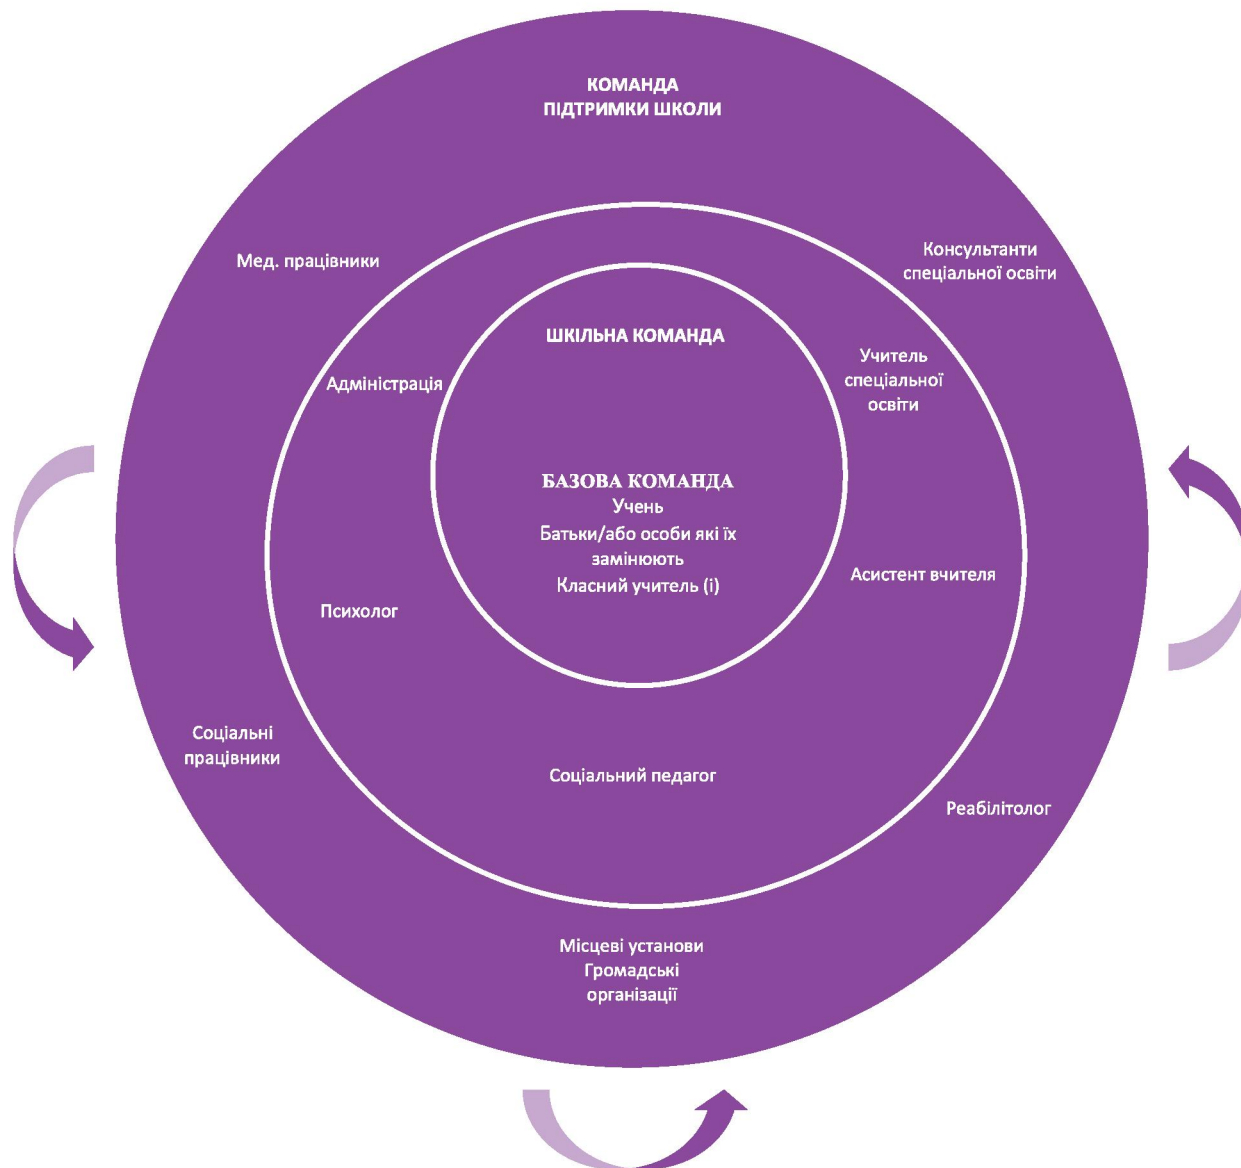 КОМАНДА
ПІДТРИМКИ ШКОЛИ
Мед. працівники
Консультанти
спеціальної освіти
ШКІЛЬНА КОМАНДА
Адміністрація
Учитель
спеціальної
освіти
БАЗОВА КОМАНДА
Учень
Батьки/або особи які їх
замінюють
Класний учитель (і)
Асистент вчителя
Психолог
Соціальні
працівники
Соціальний педагог
Реабілітолог
Місцеві установи
Громадські
організації